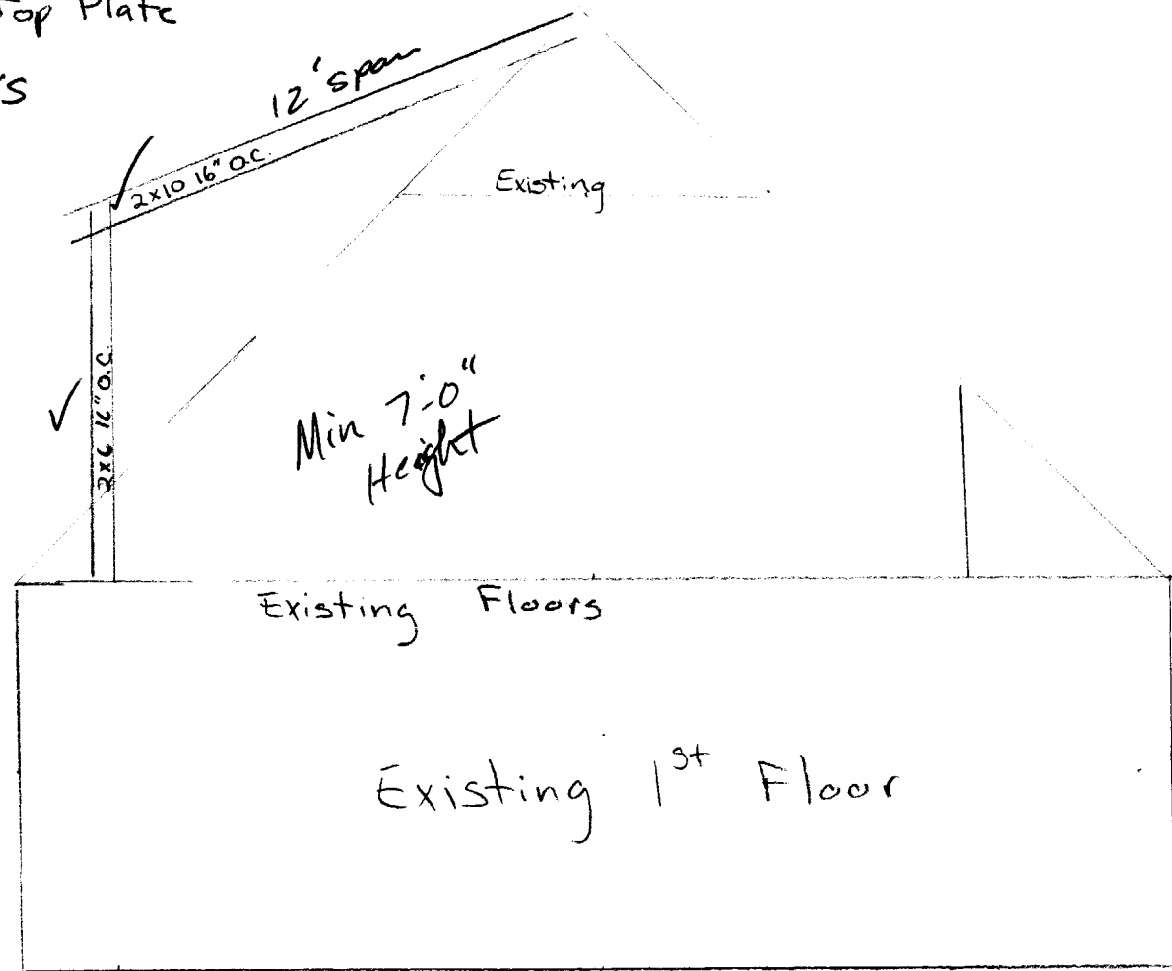 Top Plate
's
12' span
2x10 16" O.C.
Existing
2x6 16" O.C.
Min 7'-0"
Height
Existing Floors
Existing 1st Floor